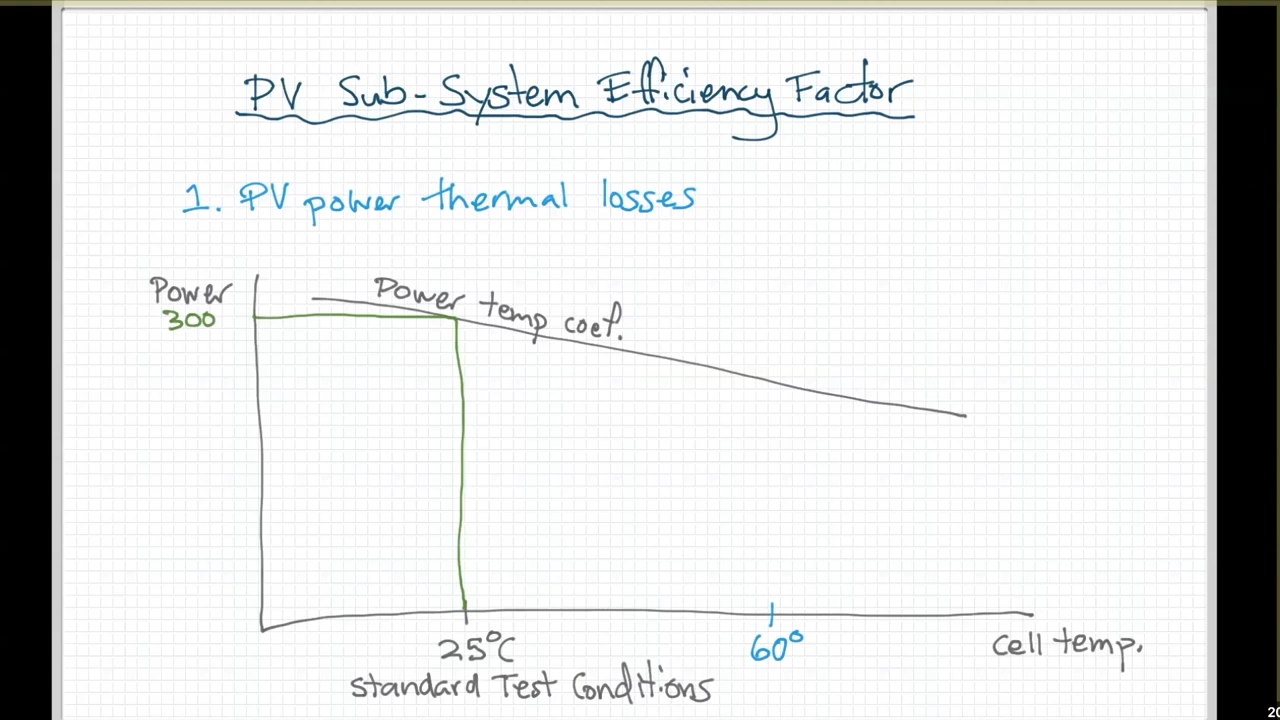 PV Sub-System Efficiency Factor
1. PV power thermal losses
Power
300
Power temp coef.
25°C
60°
cell temp.
Standard Test Conditions
20